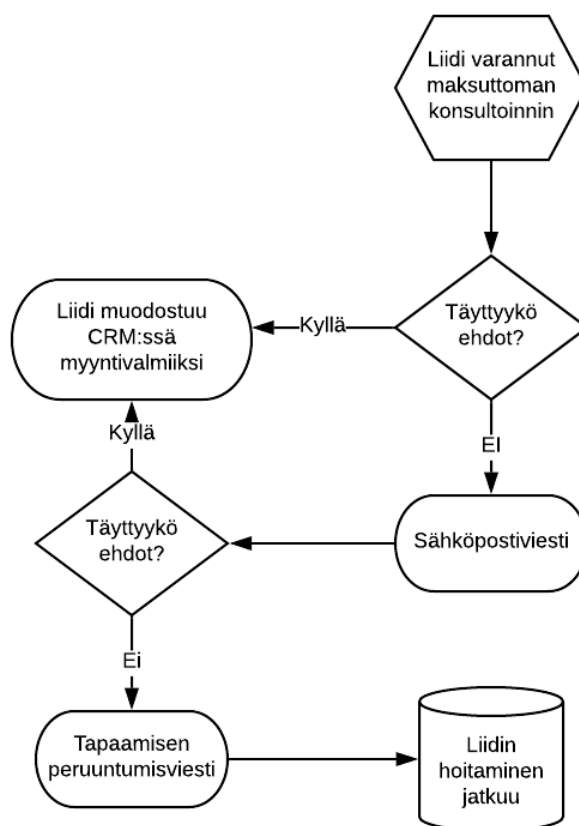 Liidi varannut
maksuttoman
konsultoinnin
Täyttyykö
ehdot?
Kyllä
Liidi muodostuu
CRM:ssä
myyntivalmiiksi
EI
Sähköpostiviesti
Kyllä
Täyttyykö
ehdot?
Ei
Tapaamisen
peruuntumisviesti
Liidin
hoitaminen
jatkuu